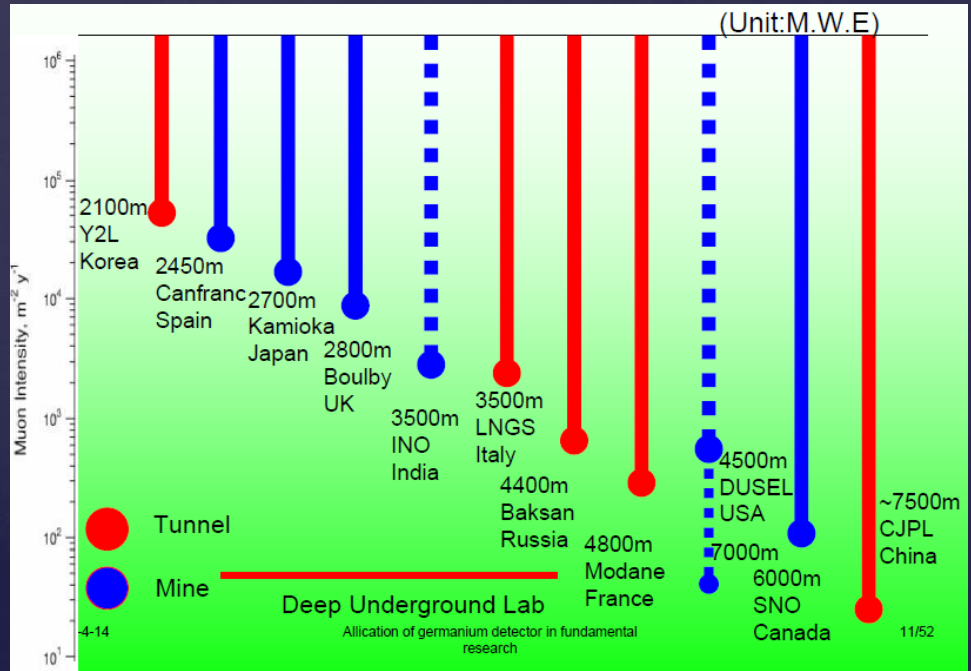 (Unit:M.W.E)
10⁶
10⁵
10⁴
10³
10²
10¹
Muon Intensity, m⁻² y⁻¹
2100m
Y2L
Korea
2450m
Canfranc
Spain
2700m
Kamioka
Japan
2800m
Boulby
UK
3500m
INO
India
3500m
LNGS
Italy
4400m
Baksan
Russia
4800m
Modane
France
4500m
DUSEL
USA
7000m
6000m
SNO
Canada
~7500m
CJPL
China
Tunnel
Mine
Deep Underground Lab
-4-14
Allication of germanium detector in fundamental
research
11/52